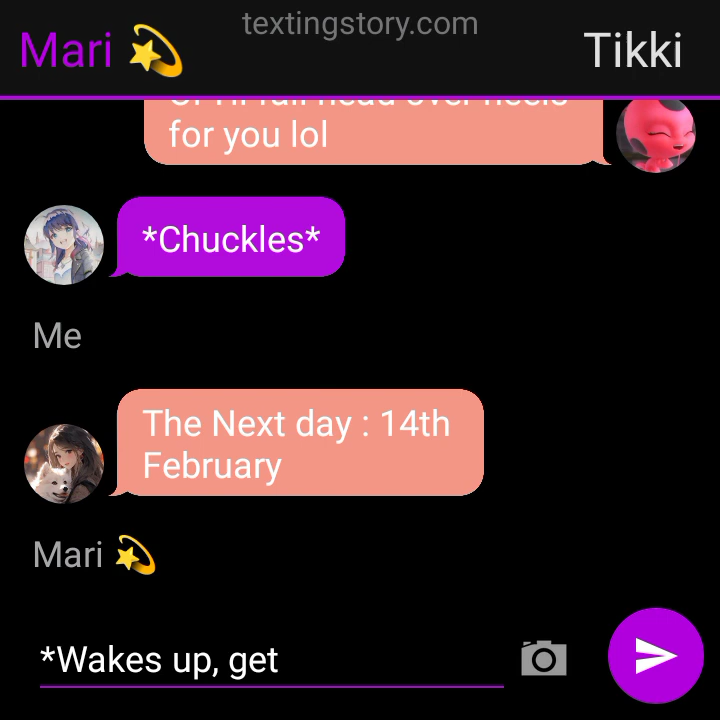 textingstory.com
Mari 💫 Tikki
for you lol
*Chuckles*
Me
The Next day : 14th
February
Mari 💫
*Wakes up, get